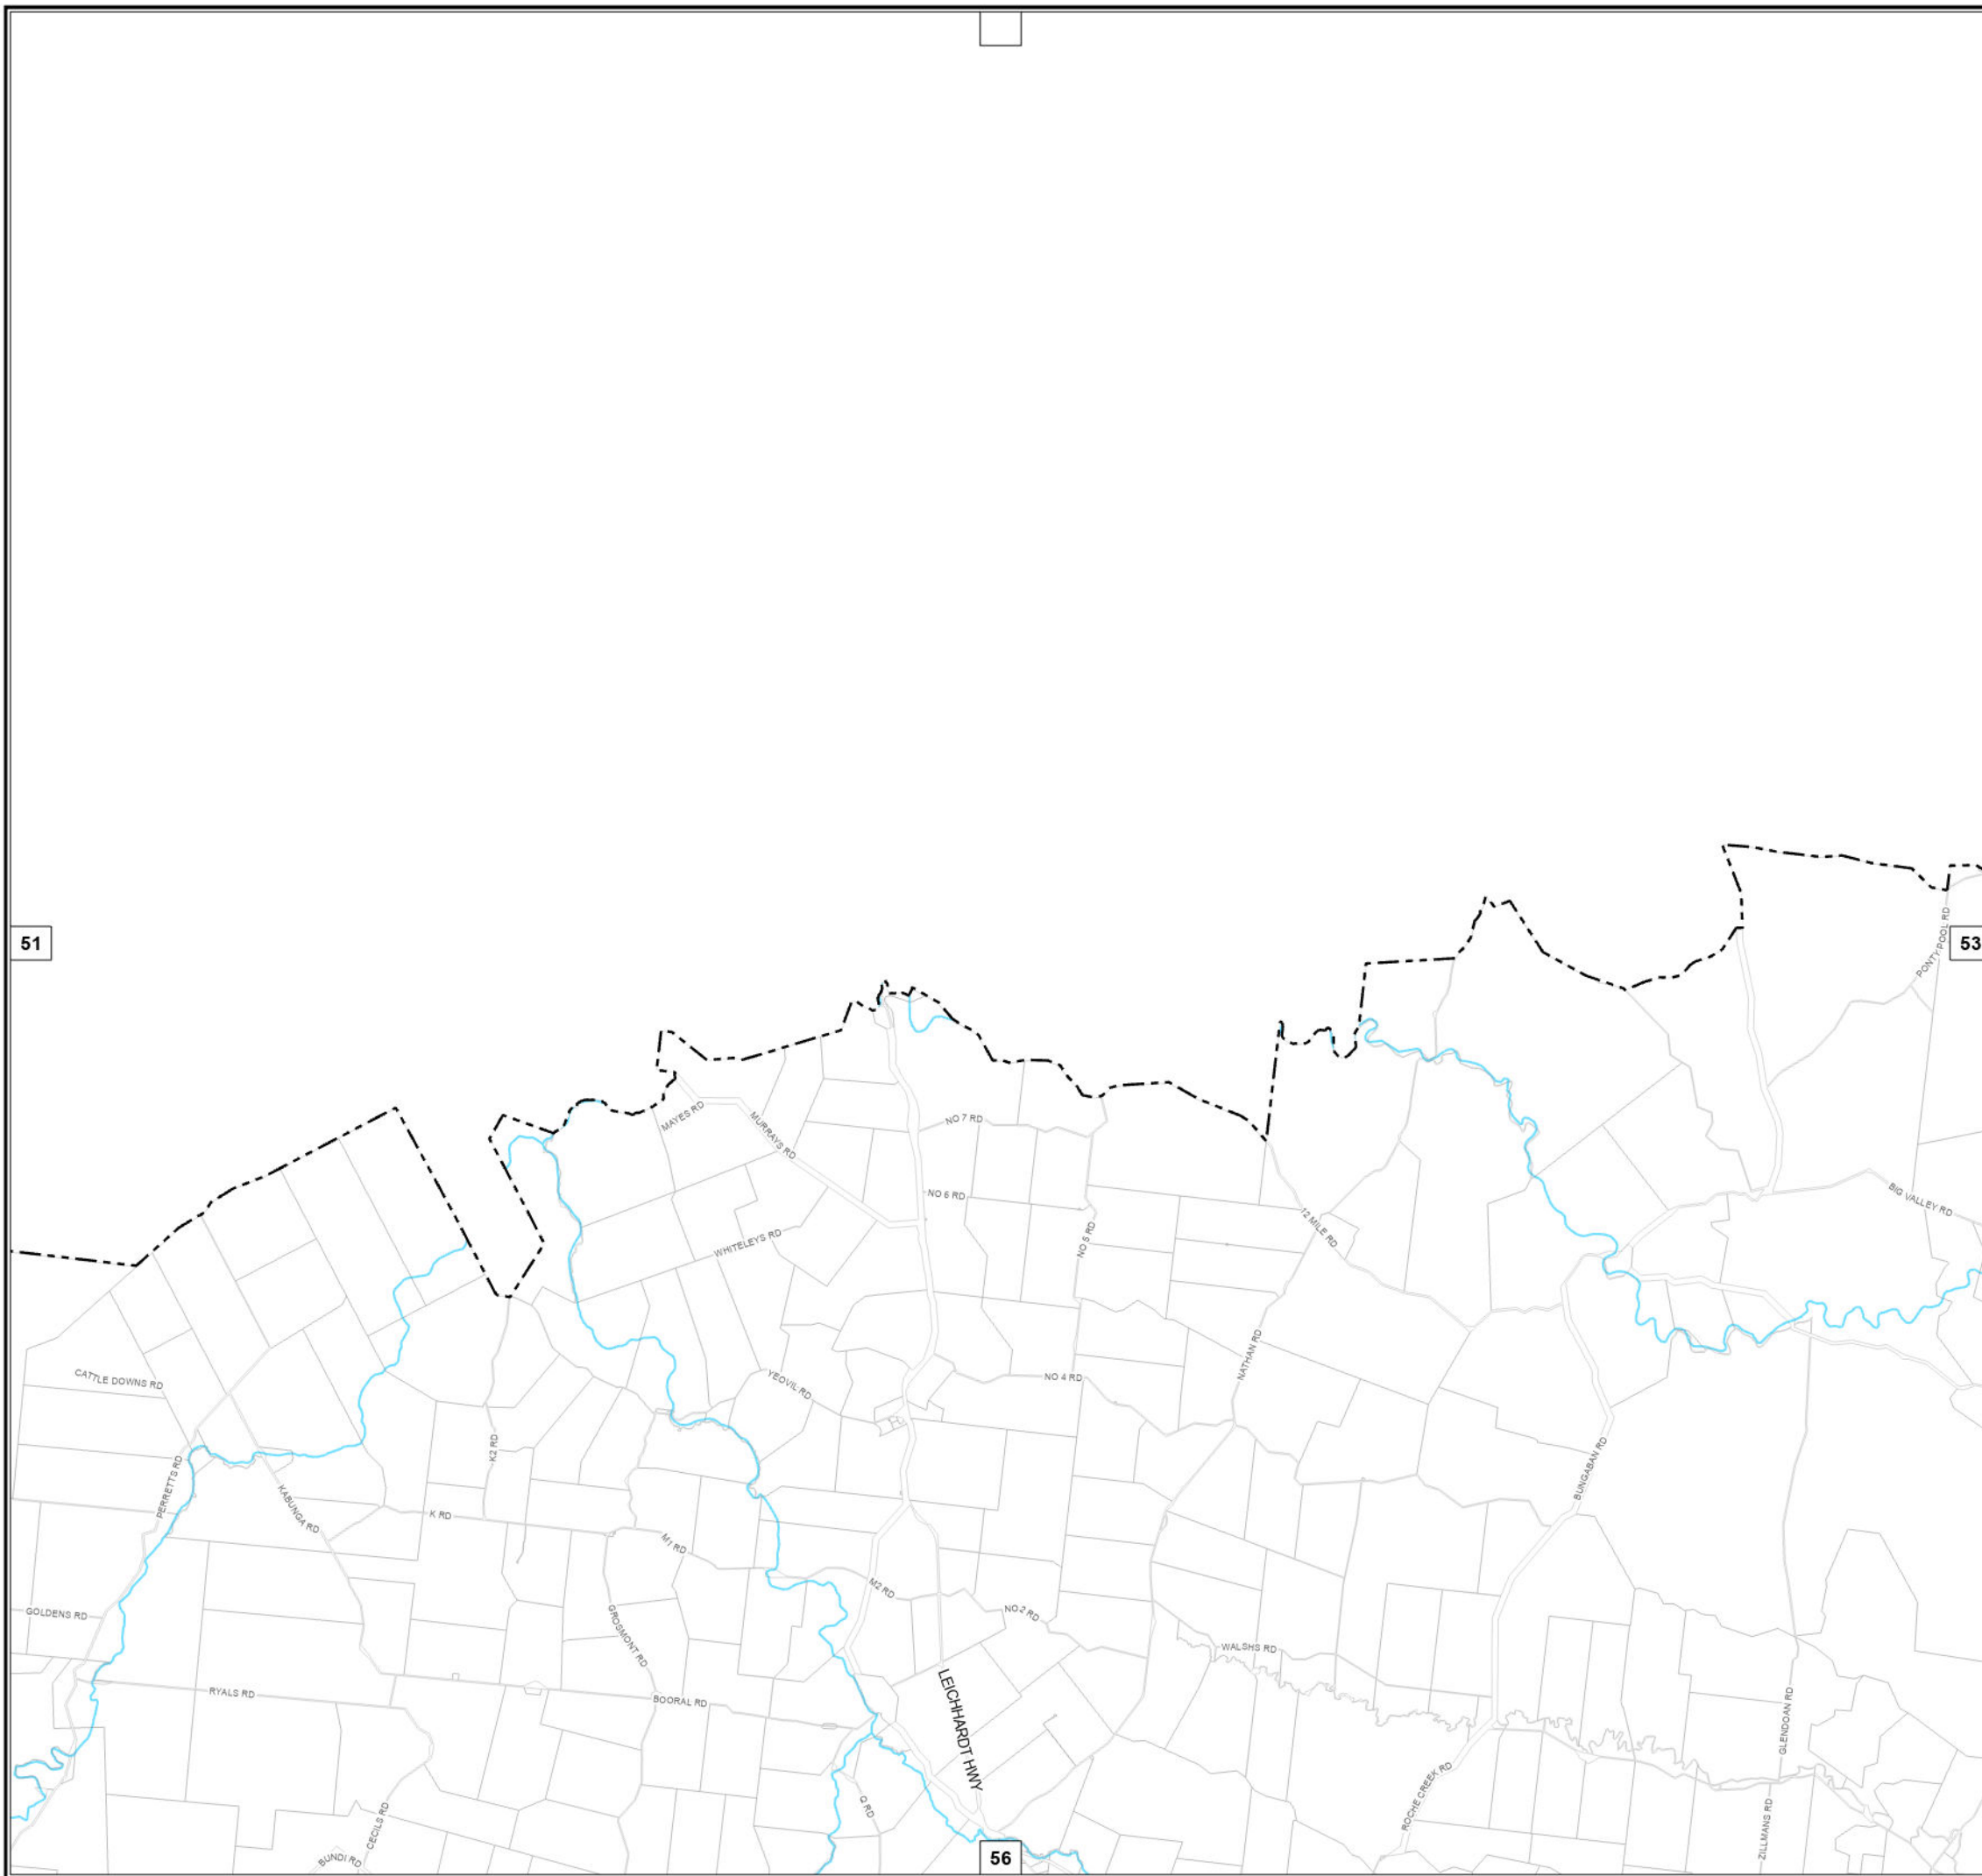 PONTY POOL RD
51
53
MAYES RD
MURRAYS RD
NO 7 RD
NO 6 RD
BIG VALLEY RD
12 MILE RD
NO 5 RD
WHITELEYS RD
NATHAN RD
CATTLE DOWNS RD
YEOVIL RD
NO 4 RD
K2 RD
BUNGABAN RD
PERRETTS RD
KABUNGA RD
K RD
M1 RD
M2 RD
GOLDENS RD
NO 2 RD
GROSMONT RD
WALSHS RD
RYALS RD
BOORAL RD
LEICHHARDT HWY
GLENDOAN RD
Q RD
ROCHE CREEK RD
CECILS RD
ZILLMANS RD
BUNDI RD
56